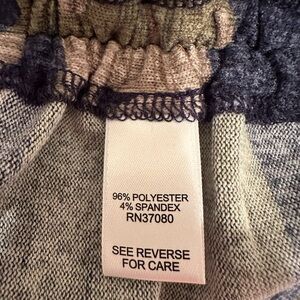 96% POLYESTER
4% SPANDEX
RN37080
SEE REVERSE
FOR CARE